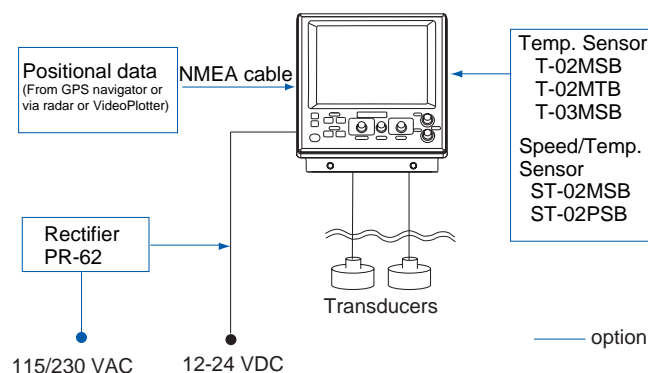 Positional data
(From GPS navigator or
via radar or VideoPlotter)
NMEA cable
Temp. Sensor
T-02MSB
T-02MTB
T-03MSB
Speed/Temp.
Sensor
ST-02MSB
ST-02PSB
Rectifier
PR-62
Transducers
115/230 VAC
12-24 VDC
option